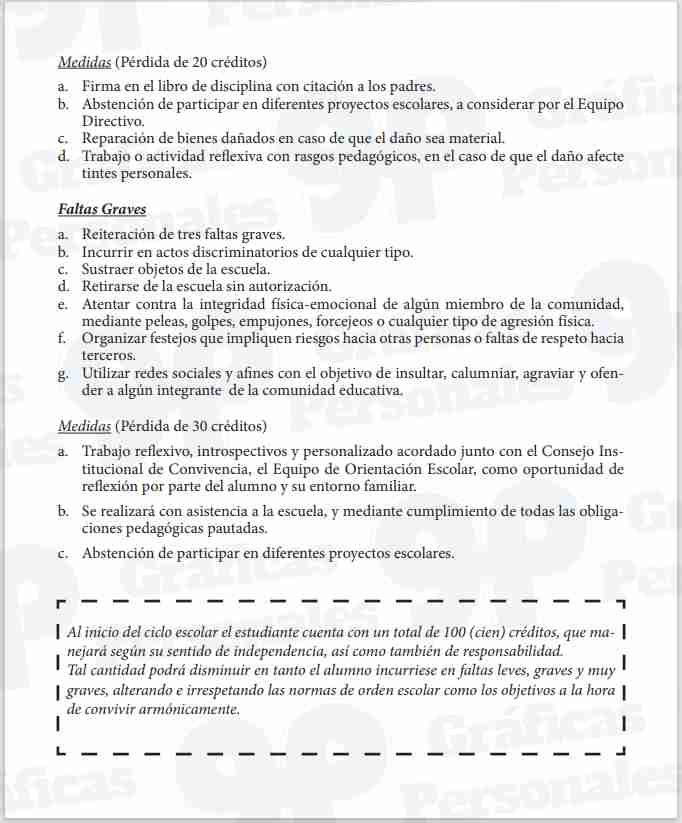 Medidas (Pérdida de 20 créditos)
a. Firma en el libro de disciplina con citación a los padres.
b. Abstención de participar en diferentes proyectos escolares, a considerar por el Equipo
Directivo.
c. Reparación de bienes dañados en caso de que el daño sea material.
d. Trabajo o actividad reflexiva con rasgos pedagógicos, en el caso de que el daño afecte
tintes personales.
Faltas Graves
a. Reiteración de tres faltas graves.
b. Incurrir en actos discriminatorios de cualquier tipo.
c. Sustraer objetos de la escuela.
d. Retirarse de la escuela sin autorización.
e. Atentar contra la integridad física-emocional de algún miembro de la comunidad,
mediante peleas, golpes, empujones, forcejeos o cualquier tipo de agresión física.
f. Organizar festejos que impliquen riesgos hacia otras personas o faltas de respeto hacia
terceros.
g. Utilizar redes sociales y afines con el objetivo de insultar, calumniar, agraviar y ofen-
der a algún integrante de la comunidad educativa.
Medidas (Pérdida de 30 créditos)
a. Trabajo reflexivo, introspectivos y personalizado acordado junto con el Consejo Ins-
titucional de Convivencia, el Equipo de Orientación Escolar, como oportunidad de
reflexión por parte del alumno y su entorno familiar.
b. Se realizará con asistencia a la escuela, y mediante cumplimiento de todas las obliga-
ciones pedagógicas pautadas.
c. Abstención de participar en diferentes proyectos escolares.
Al inicio del ciclo escolar el estudiante cuenta con un total de 100 (cien) créditos, que ma-
nejará según su sentido de independencia, así como también de responsabilidad.
Tal cantidad podrá disminuir en tanto el alumno incurriese en faltas leves, graves y muy
graves, alterando e irrespetando las normas de orden escolar como los objetivos a la hora
de convivir armónicamente.
gp
Gráficas
Personales